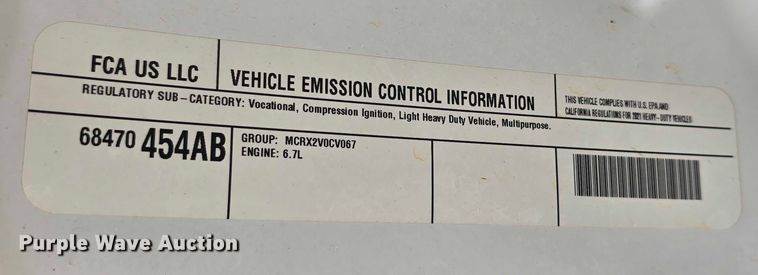 FCA US LLC
VEHICLE EMISSION CONTROL INFORMATION
THIS VEHICLE COMPLIES WITH U.S. EPA AND
CALIFORNIA REGULATIONS FOR 2021 HEAVY-DUTY VEHICLES
REGULATORY SUB-CATEGORY: Vocational, Compression Ignition, Light Heavy Duty Vehicle, Multipurpose.
68470 454AB
GROUP: MCRX2V0CV067
ENGINE: 6.7L
Purple Wave Auction